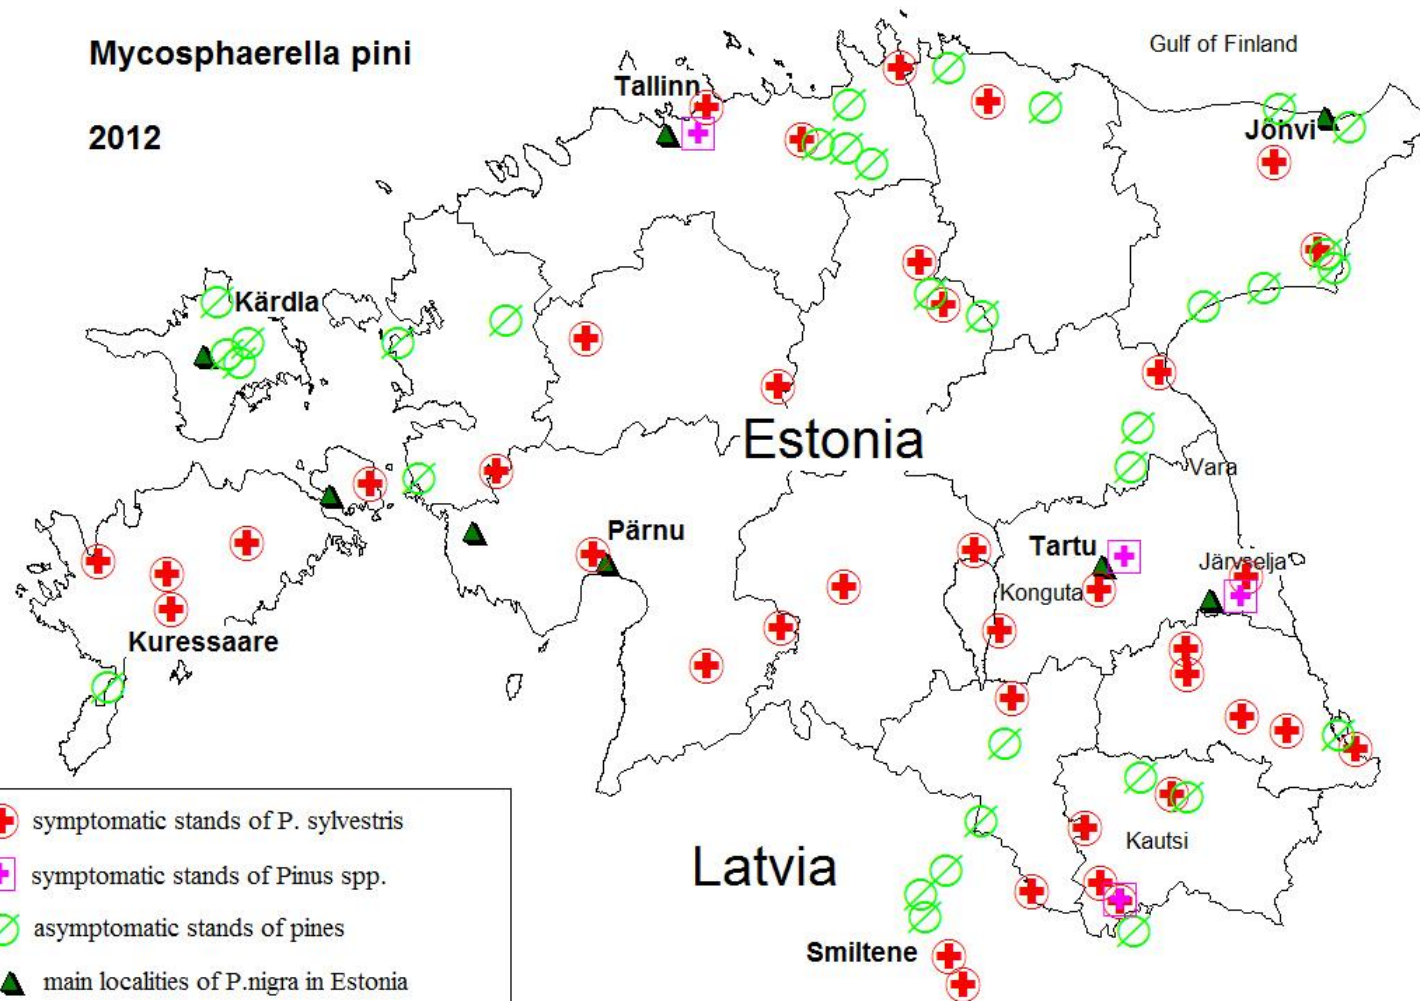 Mycosphaerella pini
2012
Gulf of Finland
Tallinn
Johvi
Kärdla
Estonia
Vara
Pärnu
Tartu
Järvselja
Konguta
Kuressaare
Kautsi
Latvia
Smiltene
symptomatic stands of P. sylvestris
symptomatic stands of Pinus spp.
asymptomatic stands of pines
main localities of P.nigra in Estonia